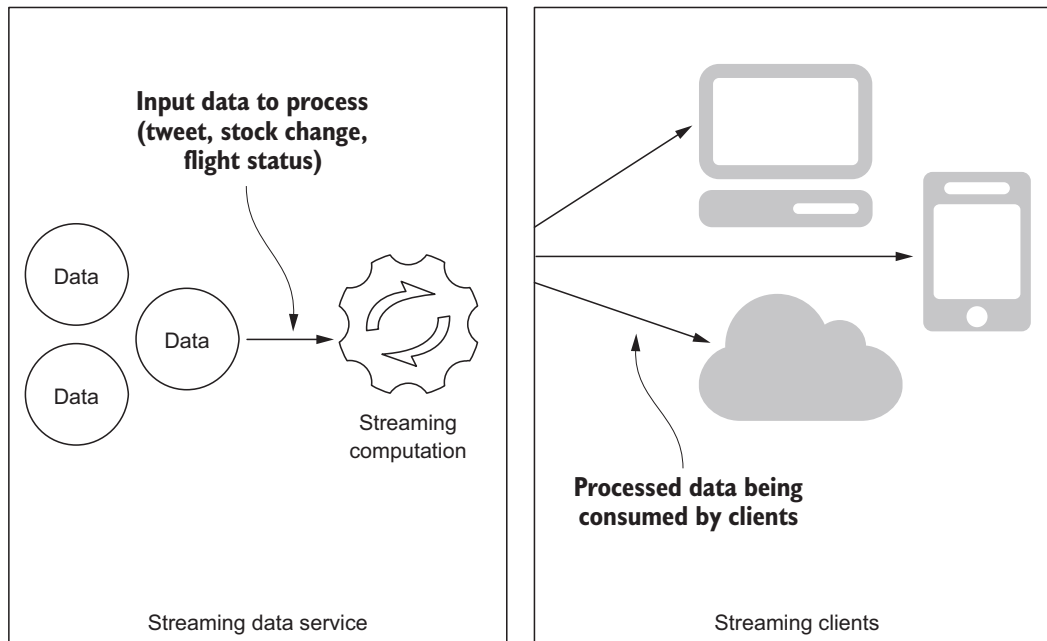 Input data to process
(tweet, stock change,
flight status)
Data
Data
Data
Streaming
computation
Streaming data service
Processed data being
consumed by clients
Streaming clients